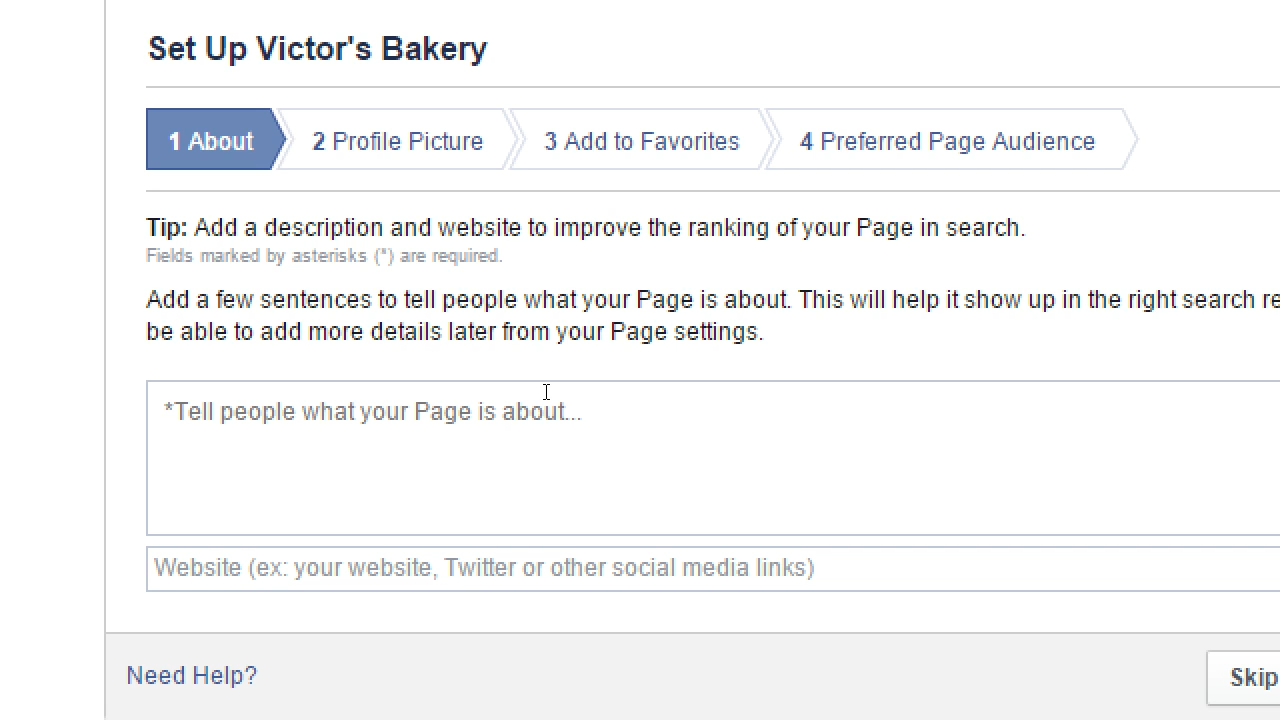 Set Up Victor's Bakery
1 About 2 Profile Picture 3 Add to Favorites 4 Preferred Page Audience
Tip: Add a description and website to improve the ranking of your Page in search.
Fields marked by asterisks (*) are required.
Add a few sentences to tell people what your Page is about. This will help it show up in the right search re
be able to add more details later from your Page settings.
*Tell people what your Page is about...
Website (ex: your website, Twitter or other social media links)
Need Help? Skip